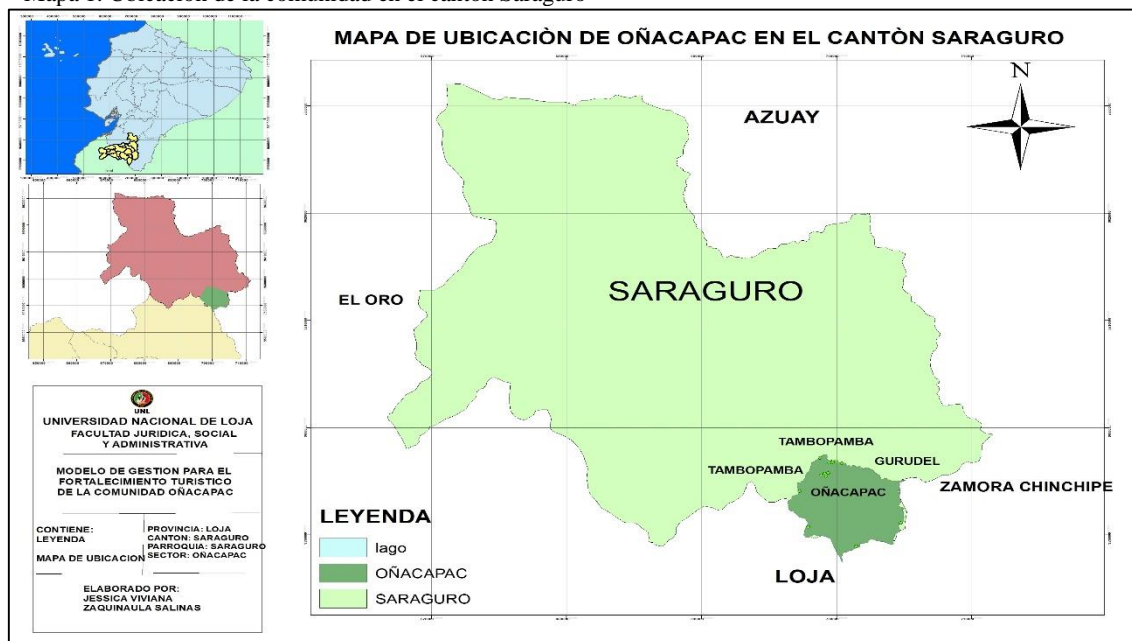 Mapa 1: Ubicación de la comunidad en el cantón Saraguro
MAPA DE UBICACIÒN DE OÑACAPAC EN EL CANTÒN SARAGURO
N
AZUAY
SARAGURO
EL ORO
TAMBOPAMBA
TAMBOPAMBA
GURUDEL
OÑACAPAC
ZAMORA CHINCHIPE
LOJA
LEYENDA
lago
OÑACAPAC
SARAGURO
UNL
UNIVERSIDAD NACIONAL DE LOJA
FACULTAD JURIDICA, SOCIAL
Y ADMINISTRATIVA
MODELO DE GESTION PARA EL
FORTALECIMIENTO TURISTICO
DE LA COMUNIDAD OÑACAPAC
CONTIENE:
LEYENDA
MAPA DE UBICACION
PROVINCIA: LOJA
CANTON: SARAGURO
PARROQUIA: SARAGURO
SECTOR: OÑACAPAC
ELABORADO POR:
JESSICA VIVIANA
ZAQUINAULA SALINAS